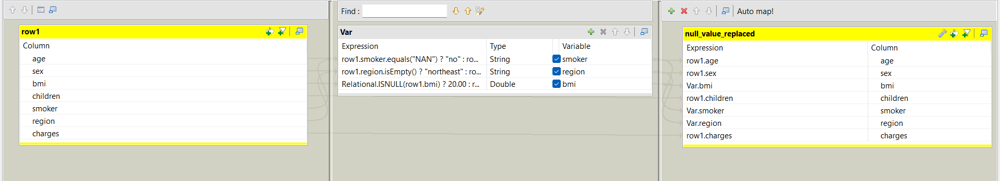 row1
Column
age
sex
bmi
children
smoker
region
charges
Find :
Var
Expression Type Variable
row1.smoker.equals("NAN") ? "no" : ro... String smoker
row1.region.isEmpty() ? "northeast" : ro... String region
Relational.ISNULL(row1.bmi) ? 20.00 : r... Double bmi
Auto map!
null_value_replaced
Expression Column
row1.age age
row1.sex sex
Var.bmi bmi
row1.children children
Var.smoker smoker
Var.region region
row1.charges charges